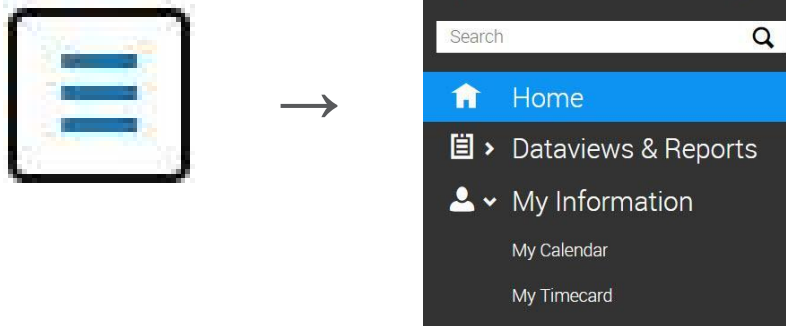 Search
Home
Dataviews & Reports
My Information
My Calendar
My Timecard